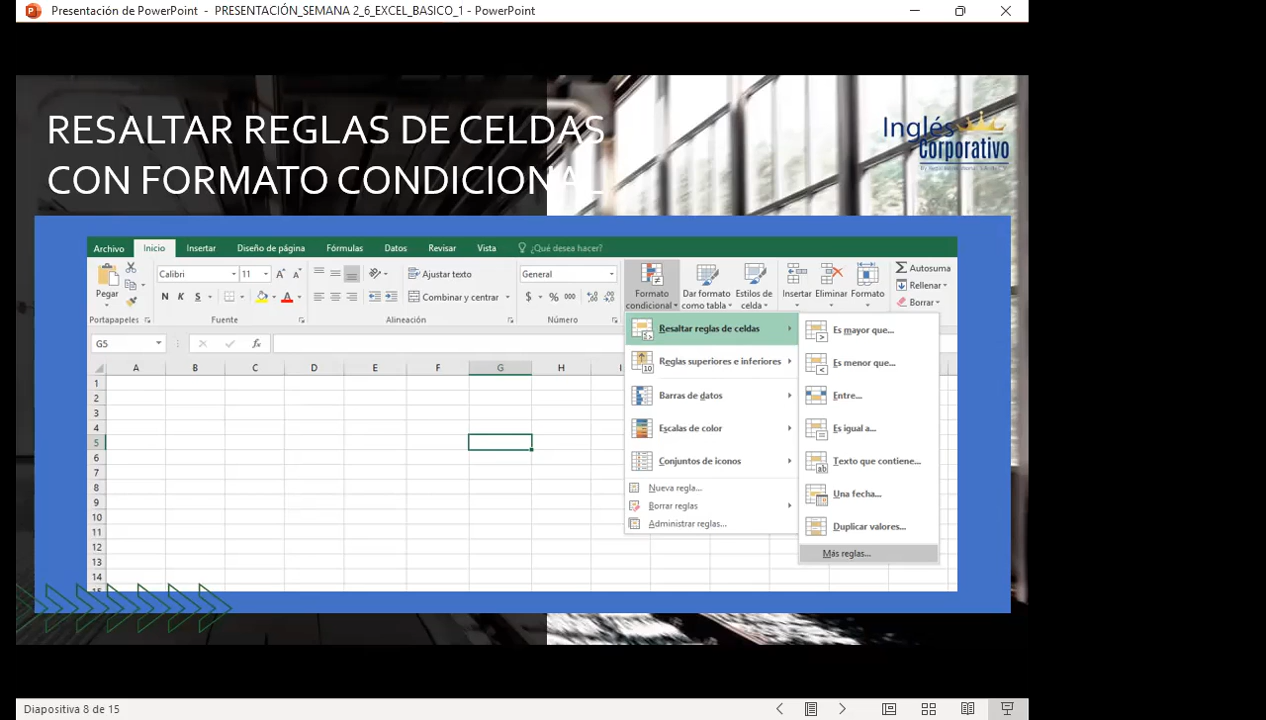 Presentación de PowerPoint - PRESENTACIÓN_SEMANA 2_6_EXCEL_BASICO_1 - PowerPoint
RESALTAR REGLAS DE CELDAS
CON FORMATO CONDICIONAL
Inglés
Corporativo
Archivo Inicio Insertar Diseño de página Fórmulas Datos Revisar Vista ¿Qué desea hacer?
Pegar
Calibri 11
N K S
Ajustar texto
Combinar y centrar
General
$ % 000
Formato
condicional
Dar formato
como tabla
Estilos de
celda
Insertar Eliminar Formato
Autosuma
Rellenar
Borrar
Portapapeles Fuente Alineación Número
G5 fx
A B C D E F G H I
1
2
3
4
5
6
7
8
9
10
11
12
13
14
15
Resaltar reglas de celdas
Reglas superiores e inferiores
Barras de datos
Escalas de color
Conjuntos de iconos
Nueva regla...
Borrar reglas
Administrar reglas...
Es mayor que...
Es menor que...
Entre...
Es igual a...
Texto que contiene...
Una fecha...
Duplicar valores...
Más reglas...
Diapositiva 8 de 15